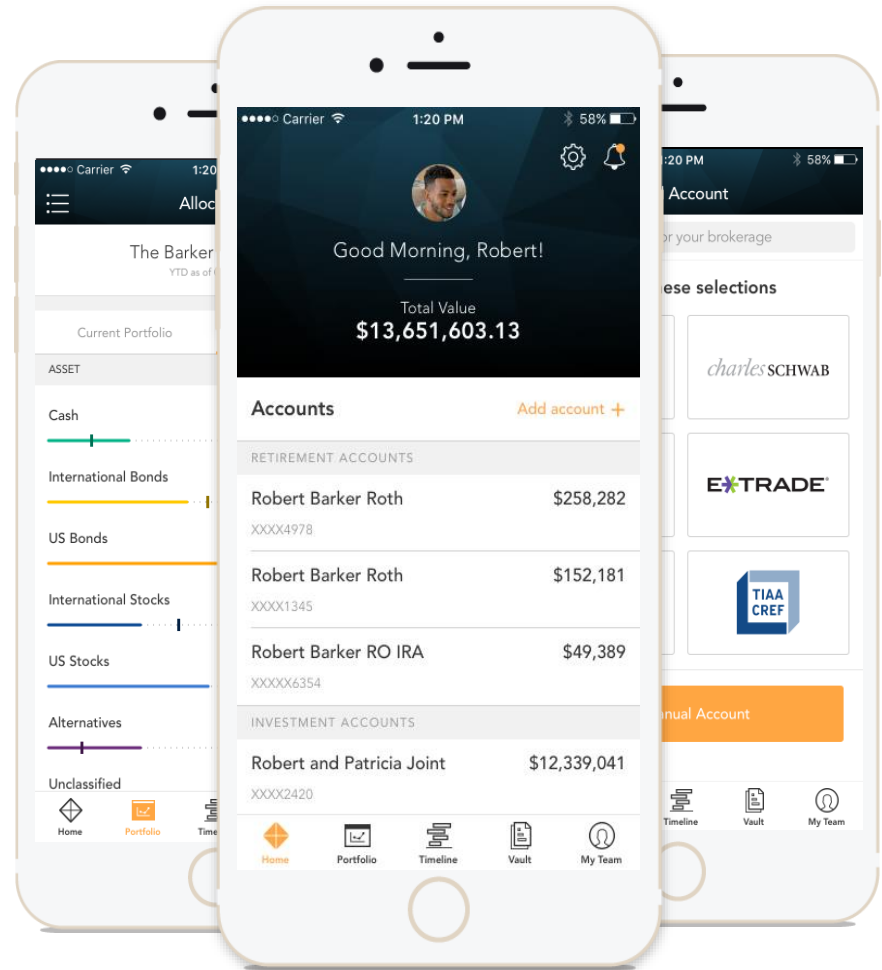 Carrier
1:20 PM
58%
Good Morning, Robert!
Total Value
$13,651,603.13
Accounts
Add account +
RETIREMENT ACCOUNTS
Robert Barker Roth
$258,282
XXXX4978
Robert Barker Roth
$152,181
XXXX1345
Robert Barker RO IRA
$49,389
XXXXX6354
INVESTMENT ACCOUNTS
Robert and Patricia Joint
$12,339,041
XXXX2420
Home
Portfolio
Timeline
Vault
My Team
Carrier
1:20
Alloc
The Barker
YTD as of
Current Portfolio
ASSET
Cash
International Bonds
US Bonds
International Stocks
US Stocks
Alternatives
Unclassified
Home
Portfolio
Time
:20 PM
58%
Account
or your brokerage
ese selections
charles SCHWAB
E*TRADE
TIAA
CREF
nual Account
Timeline
Vault
My Team